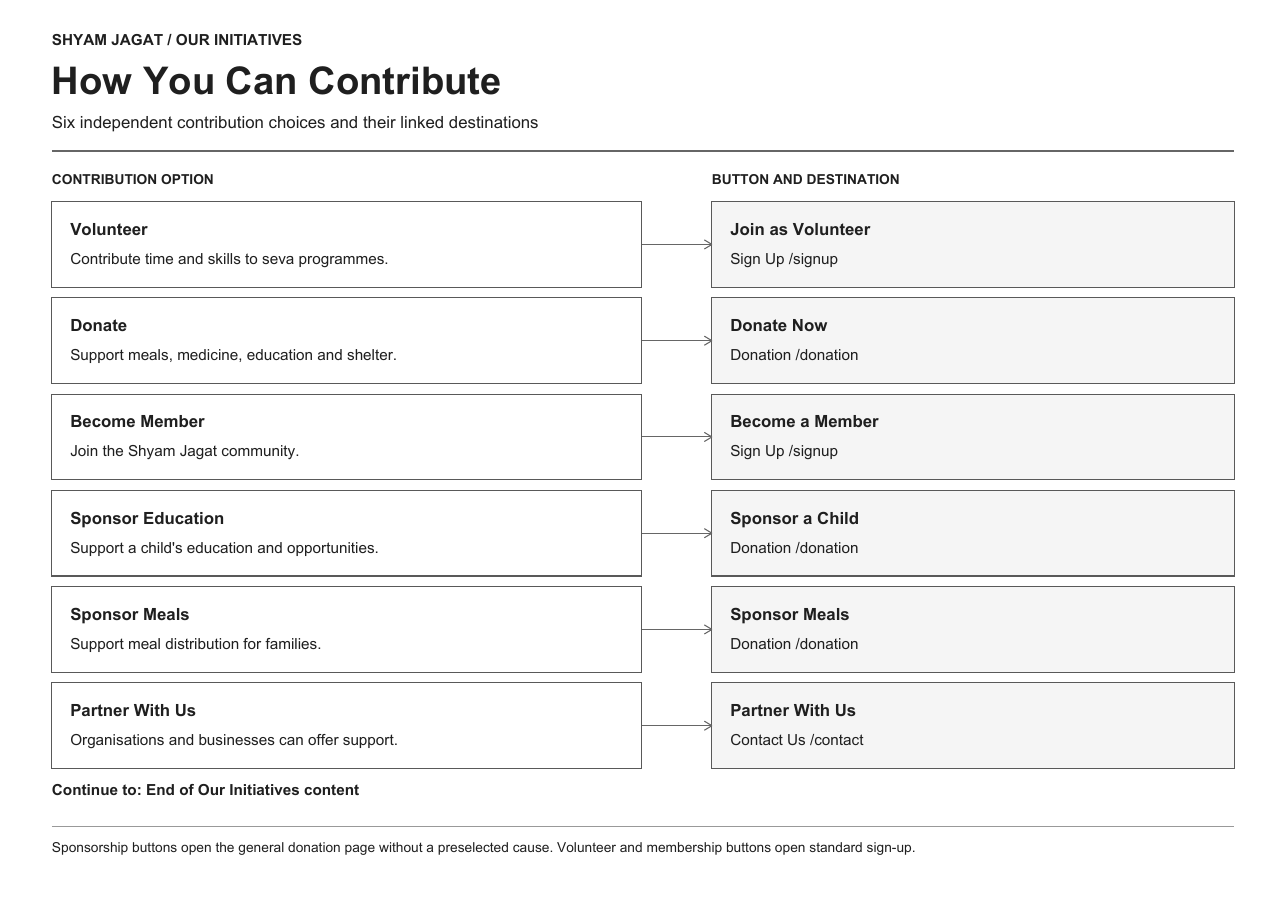 SHYAM JAGAT / OUR INITIATIVES
How You Can Contribute
Six independent contribution choices and their linked destinations
CONTRIBUTION OPTION
BUTTON AND DESTINATION
Volunteer
Contribute time and skills to seva programmes.
Join as Volunteer
Sign Up /signup
Donate
Support meals, medicine, education and shelter.
Donate Now
Donation /donation
Become Member
Join the Shyam Jagat community.
Become a Member
Sign Up /signup
Sponsor Education
Support a child's education and opportunities.
Sponsor a Child
Donation /donation
Sponsor Meals
Support meal distribution for families.
Sponsor Meals
Donation /donation
Partner With Us
Organisations and businesses can offer support.
Partner With Us
Contact Us /contact
Continue to: End of Our Initiatives content
Sponsorship buttons open the general donation page without a preselected cause. Volunteer and membership buttons open standard sign-up.